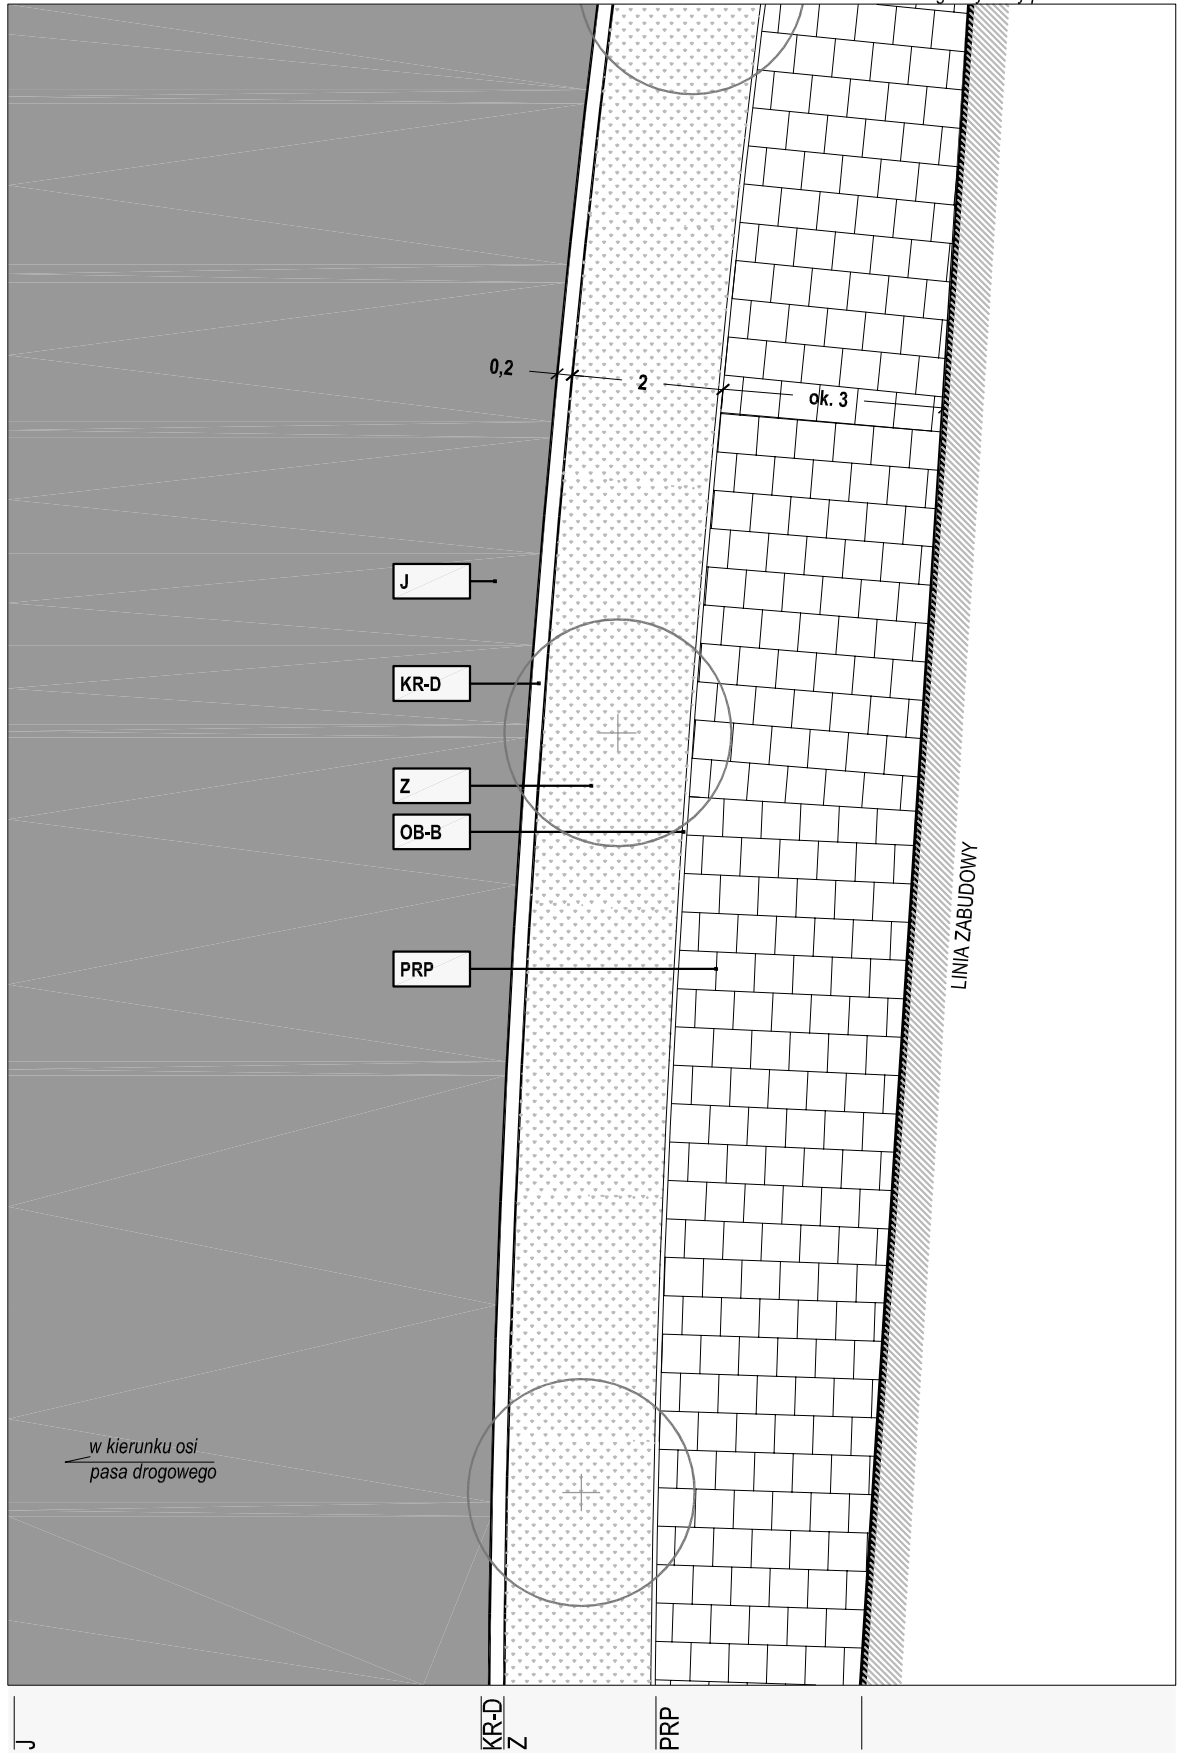 0,2
2
ok. 3
J
KR-D
Z
OB-B
PRP
LINIA ZABUDOWY
w kierunku osi
pasa drogowego
J
KR-D
Z
PRP